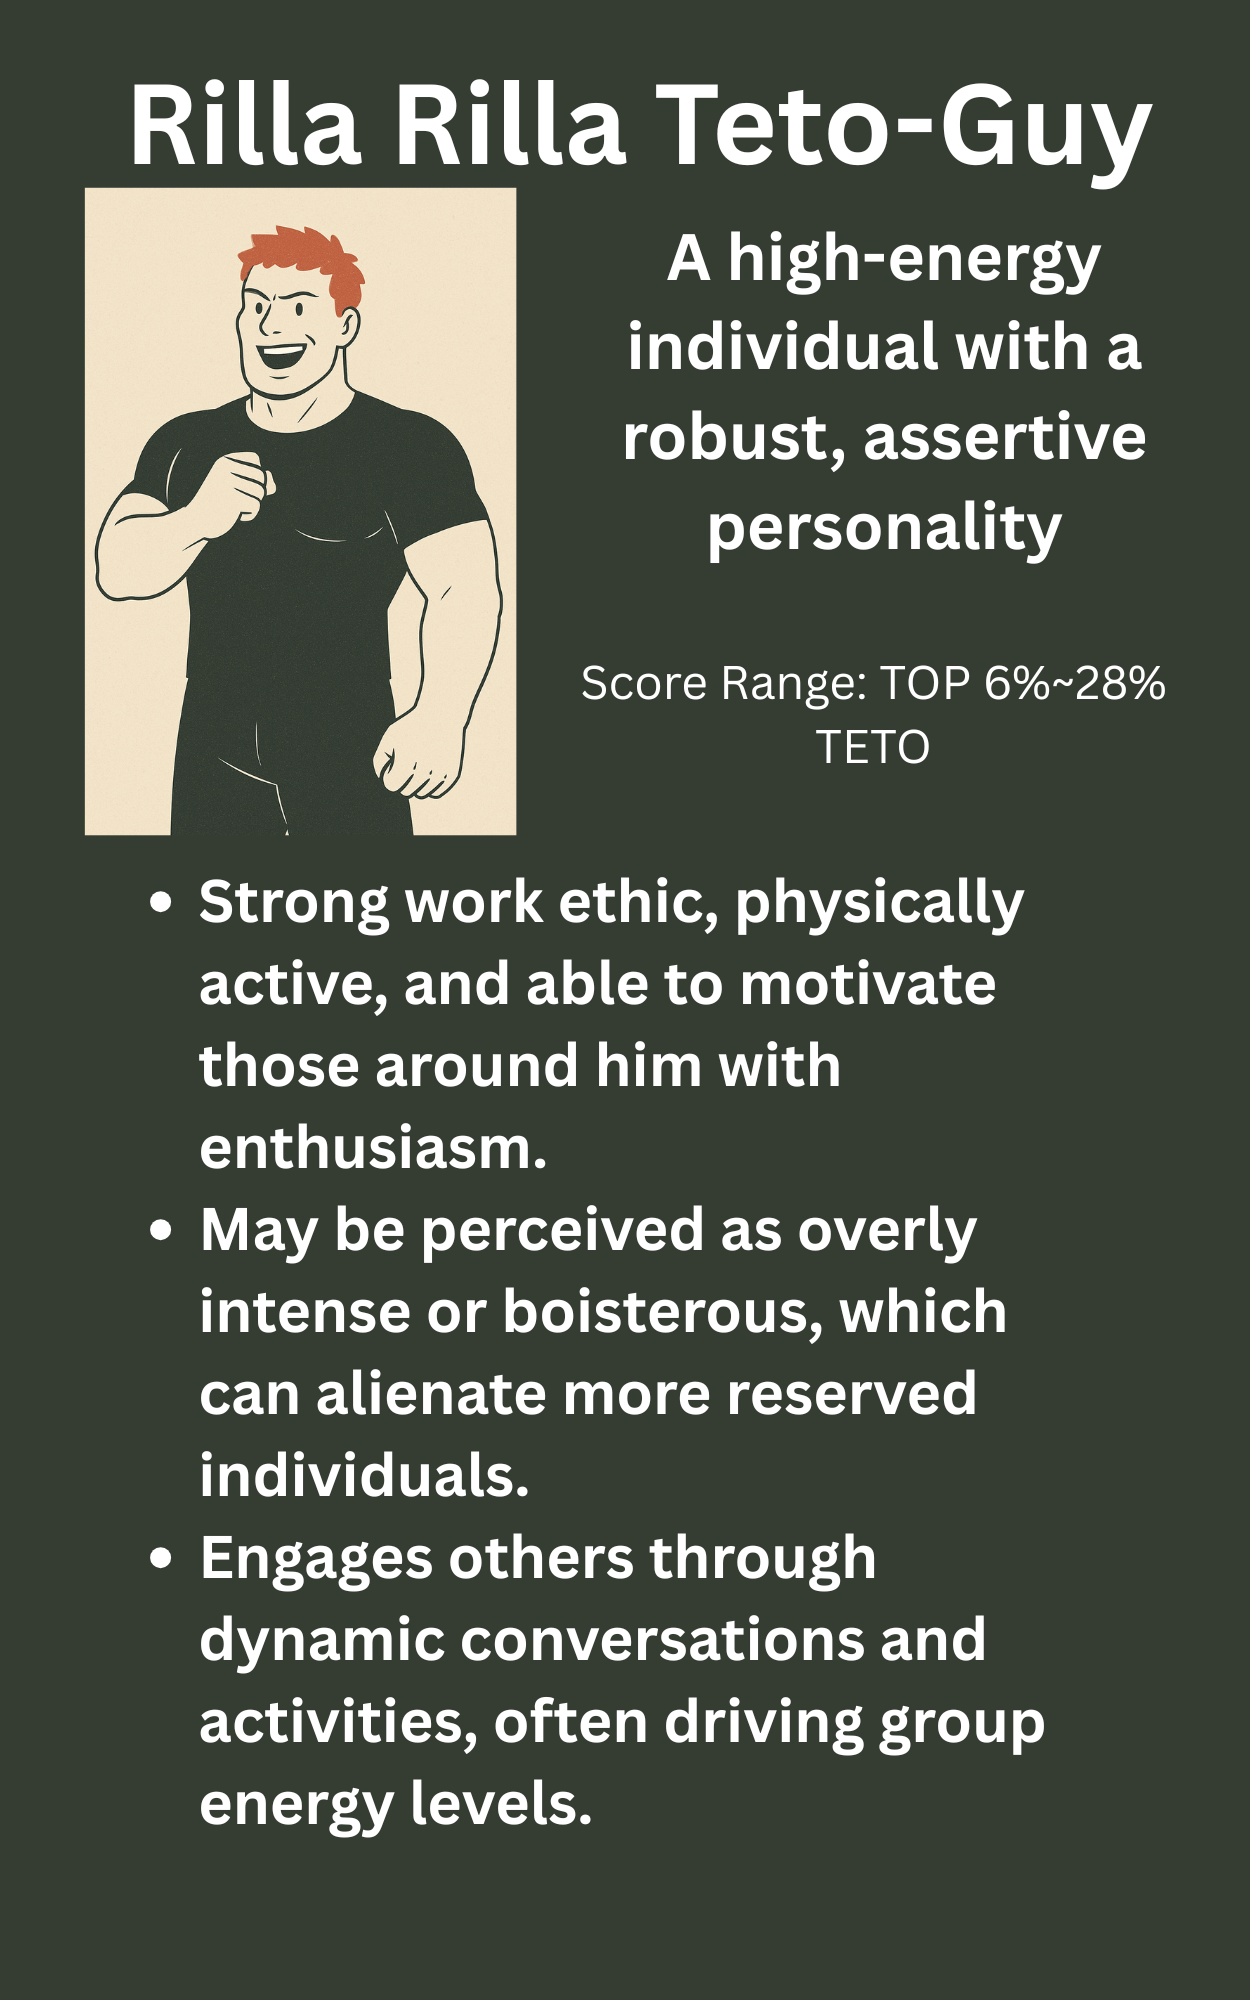 Rilla Rilla Teto-Guy
A high-energy
individual with a
robust, assertive
personality
Score Range: TOP 6%~28%
TETO
• Strong work ethic, physically
active, and able to motivate
those around him with
enthusiasm.
• May be perceived as overly
intense or boisterous, which
can alienate more reserved
individuals.
• Engages others through
dynamic conversations and
activities, often driving group
energy levels.